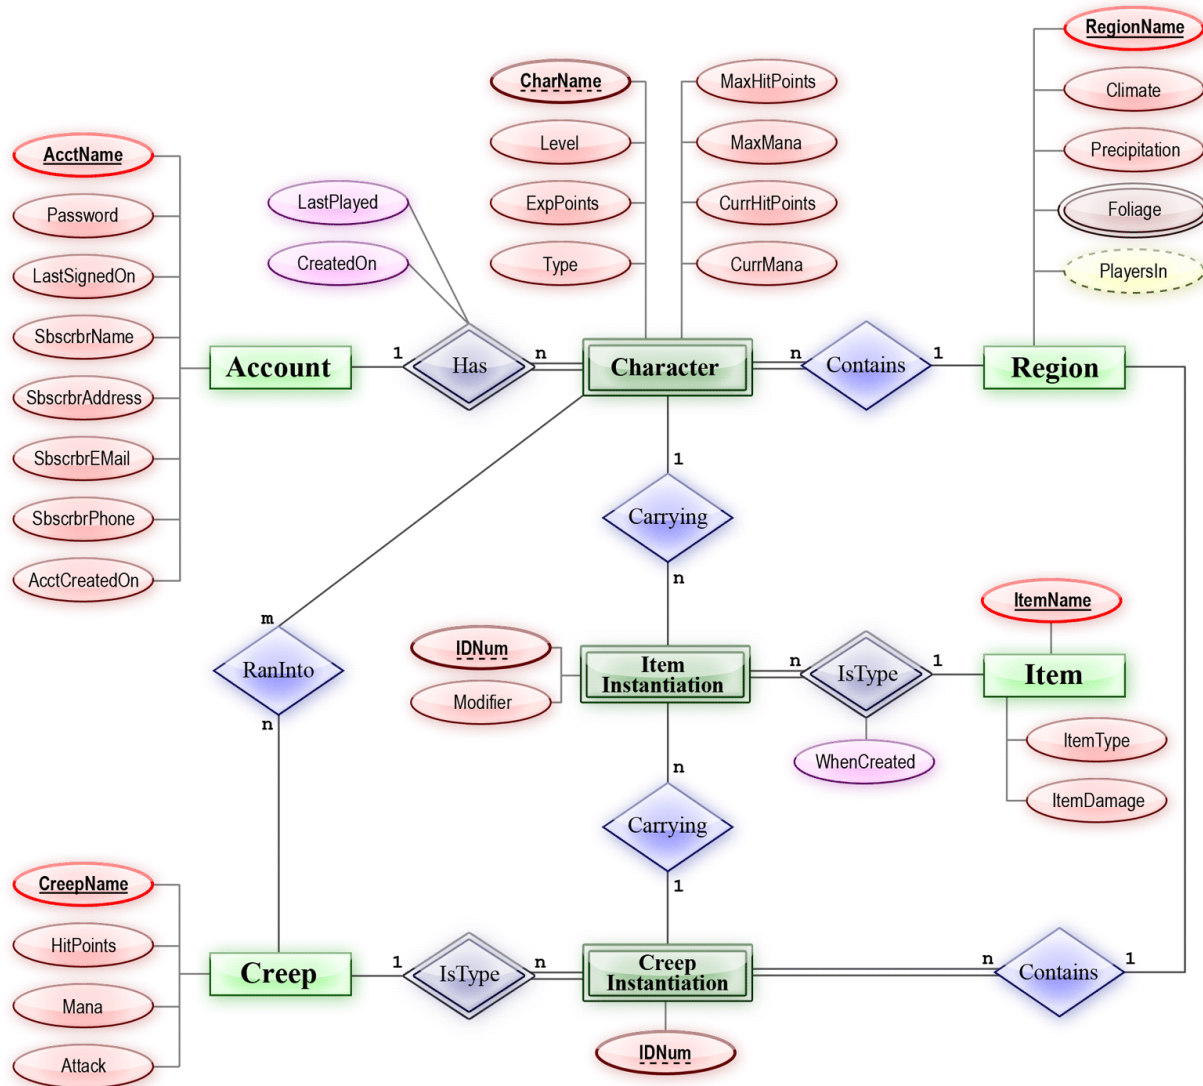 RegionName
CharName
MaxHitPoints
Climate
AcctName
Level
MaxMana
Precipitation
Password
LastPlayed
ExpPoints
CurrHitPoints
Foliage
LastSignedOn
CreatedOn
Type
CurrMana
PlayersIn
SbscrbrName
Account
1
Has
n
Character
n
Contains
1
Region
SbscrbrAddress
SbscrbrEMail
1
SbscrbrPhone
Carrying
AcctCreatedOn
n
m
RanInto
n
IDNum
Modifier
Item
Instantiation
n
IsType
1
ItemName
Item
WhenCreated
ItemType
ItemDamage
n
Carrying
1
CreepName
HitPoints
Mana
Attack
Creep
1
IsType
n
Creep
Instantiation
n
Contains
1
IDNum